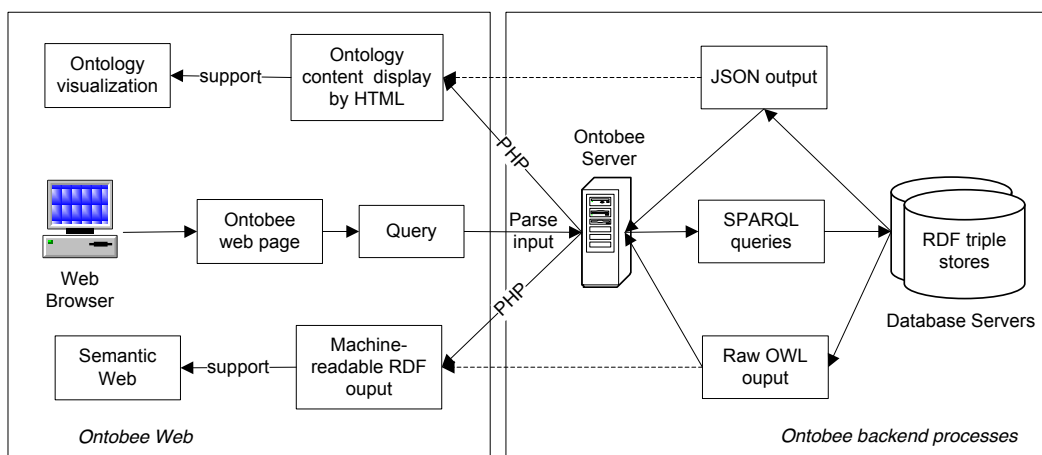 Ontology
visualization
support
Ontology
content display
by HTML
JSON output
PHP
Ontobee
Server
Web
Browser
Ontobee
web page
Query
Parse
input
SPARQL
queries
RDF triple
stores
Database Servers
PHP
Semantic
Web
support
Machine-
readable RDF
ouput
Raw OWL
ouput
Ontobee Web
Ontobee backend processes